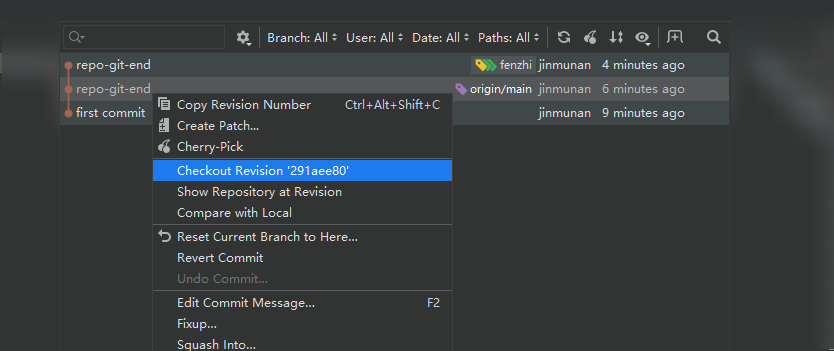 Branch: All User: All Date: All Paths: All
repo-git-end fenzhi jinmunan 4 minutes ago
repo-git-end origin/main jinmunan 6 minutes ago
first commit jinmunan 9 minutes ago
Copy Revision Number Ctrl+Alt+Shift+C
Create Patch...
Cherry-Pick
Checkout Revision '291aee80'
Show Repository at Revision
Compare with Local
Reset Current Branch to Here...
Revert Commit
Undo Commit...
Edit Commit Message... F2
Fixup...
Squash Into...